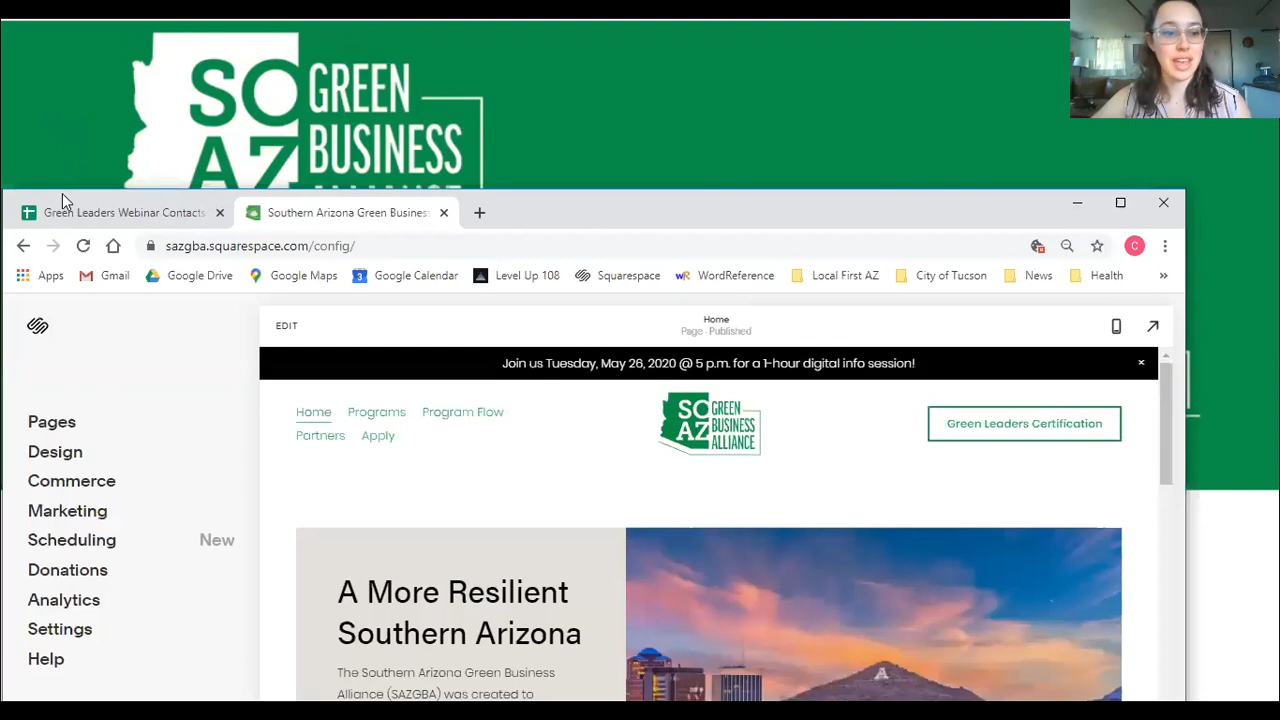 SO
AZ
GREEN
BUSINESS
Green Leaders Webinar Contacts
Southern Arizona Green Business
sazgba.squarespace.com/config/
C
Apps
Gmail
Google Drive
Google Maps
3
Google Calendar
Level Up 108
Squarespace
WR
WordReference
Local First AZ
City of Tucson
News
Health
»
EDIT
Home
Page · Published
Join us Tuesday, May 26, 2020 @ 5 p.m. for a 1-hour digital info session!
Home Programs Program Flow
Partners Apply
SO
AZ
GREEN
BUSINESS
ALLIANCE
Green Leaders Certification
Pages
Design
Commerce
Marketing
Scheduling New
Donations
Analytics
Settings
Help
A More Resilient
Southern Arizona
The Southern Arizona Green Business
Alliance (SAZGBA) was created to
A